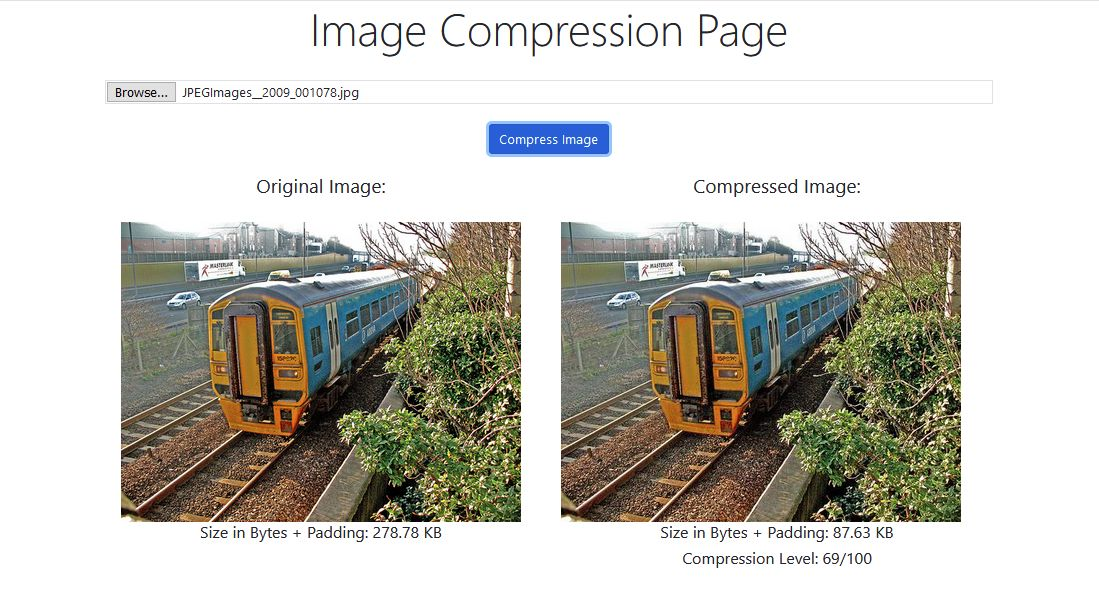 Image Compression Page
Browse... JPEGImages__2009_001078.jpg
Compress Image
Original Image:
Compressed Image:
MASTERLINK
MASTERLINK
ARRIVA
Size in Bytes + Padding: 278.78 KB
Size in Bytes + Padding: 87.63 KB
Compression Level: 69/100